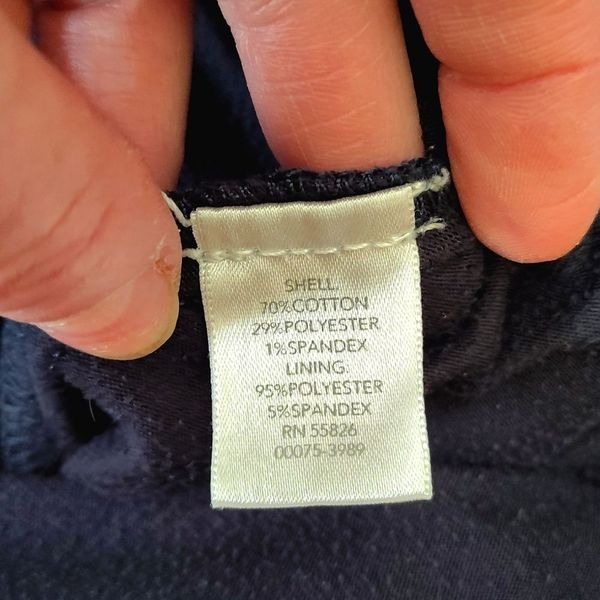 SHELL.
70%COTTON
29%POLYESTER
1%SPANDEX
LINING.
95%POLYESTER
5%SPANDEX
RN 55826
00075-3989